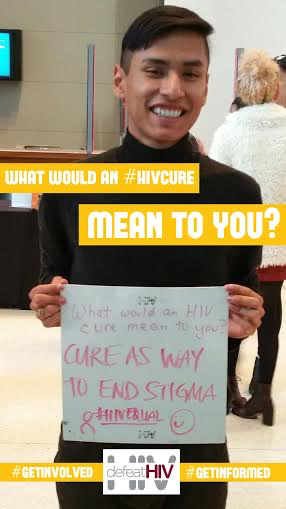 WHAT WOULD AN #HIVCURE
MEAN TO YOU?
What would an HIV
cure mean to you?
CURE AS WAY
TO END STIGMA
#HIVEQUAL
#GETINVOLVED
defeatHIV
HIV
#GETINFORMED